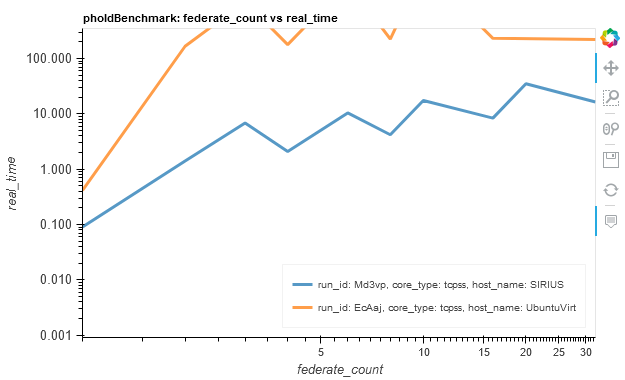 pholdBenchmark: federate_count vs real_time
100.000
10.000
1.000
0.100
0.010
0.001
real_time
run_id: Md3vp, core_type: tcpss, host_name: SIRIUS
run_id: EcAaj, core_type: tcpss, host_name: UbuntuVirt
5 10 15 20 25 30
federate_count